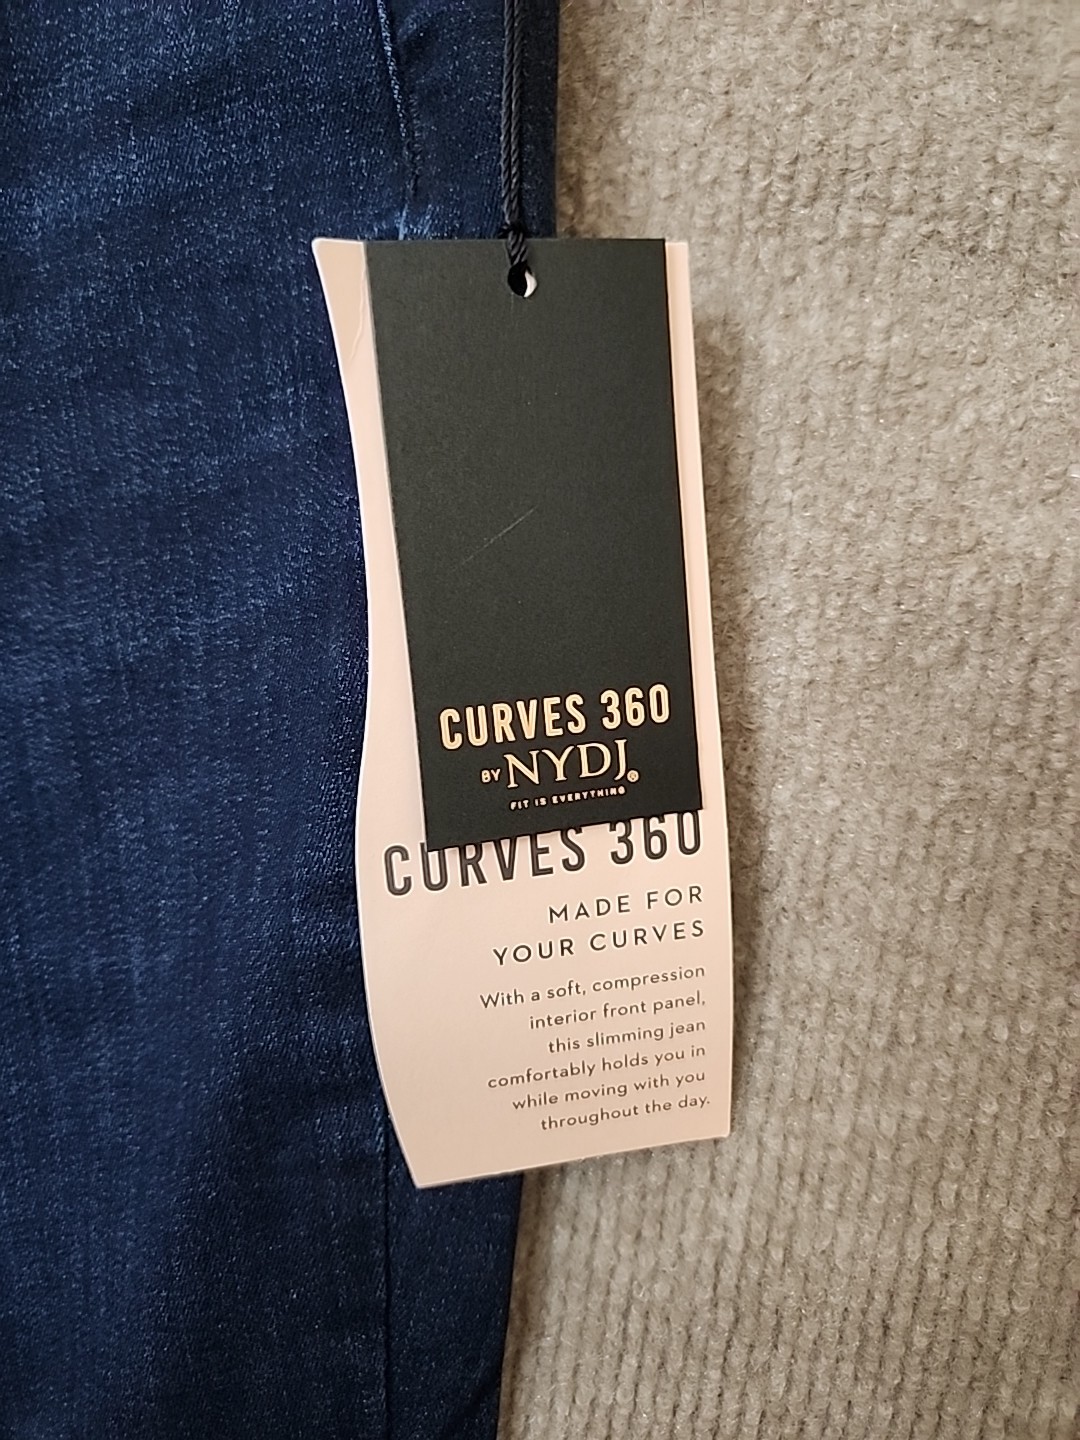 CURVES 360
BY NYDJ®
FIT IS EVERYTHING
CURVES 360
MADE FOR
YOUR CURVES
With a soft, compression
interior front panel,
this slimming jean
comfortably holds you in
while moving with you
throughout the day.